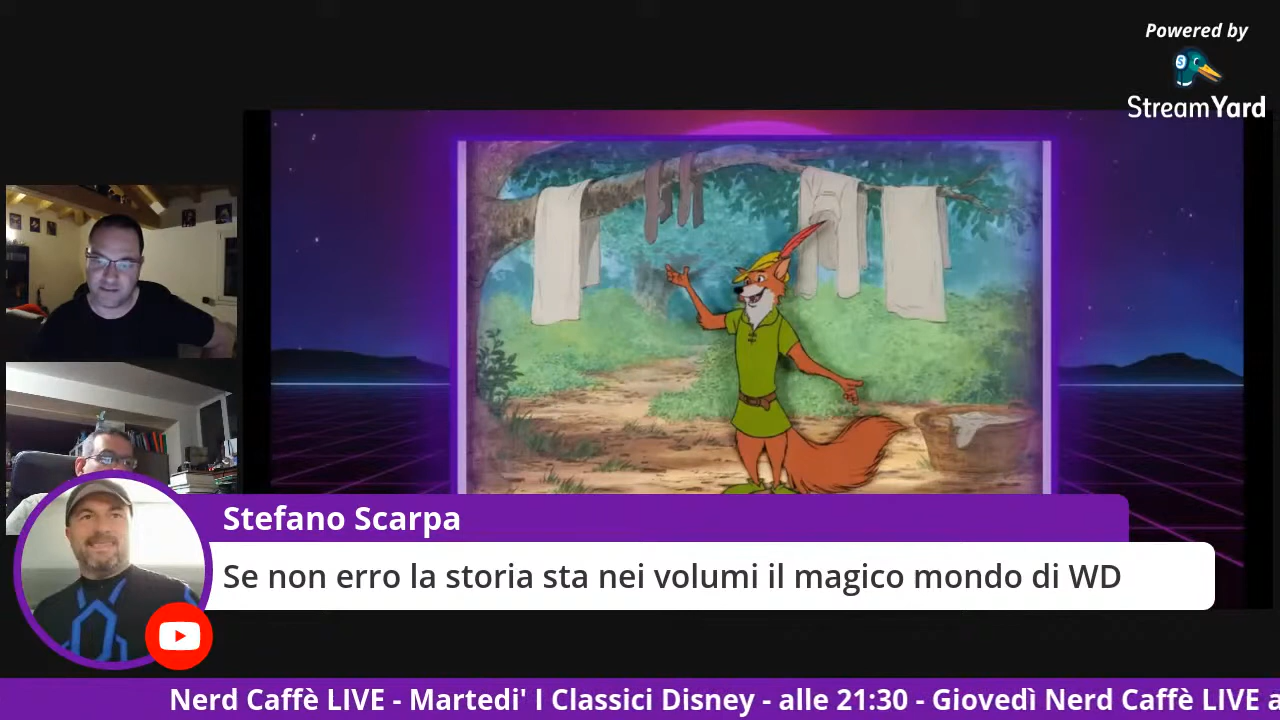 Powered by
S
StreamYard
Stefano Scarpa
Se non erro la storia sta nei volumi il magico mondo di WD
Nerd Caffè LIVE - Martedi' I Classici Disney - alle 21:30 - Giovedì Nerd Caffè LIVE a